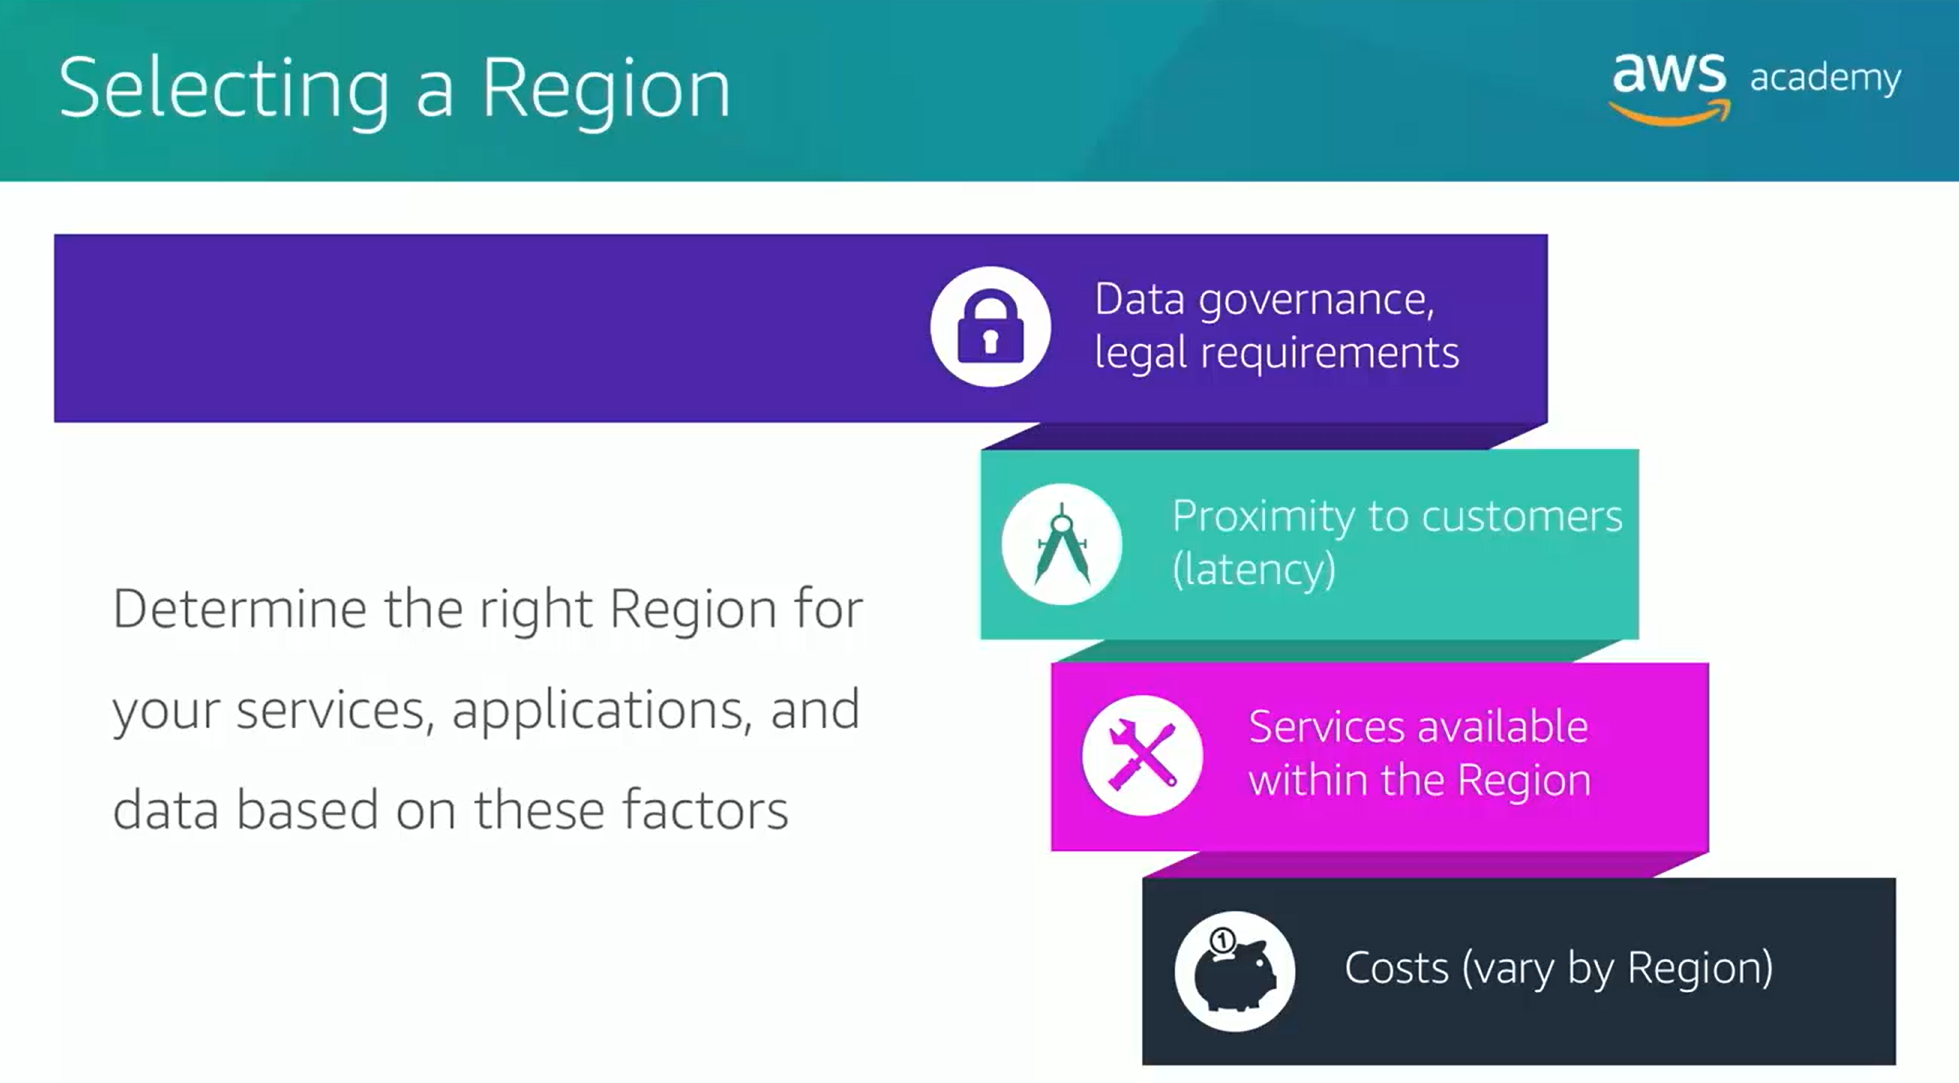 Selecting a Region
aws academy
Data governance,
legal requirements
Proximity to customers
(latency)
Determine the right Region for
your services, applications, and
data based on these factors
Services available
within the Region
1
Costs (vary by Region)